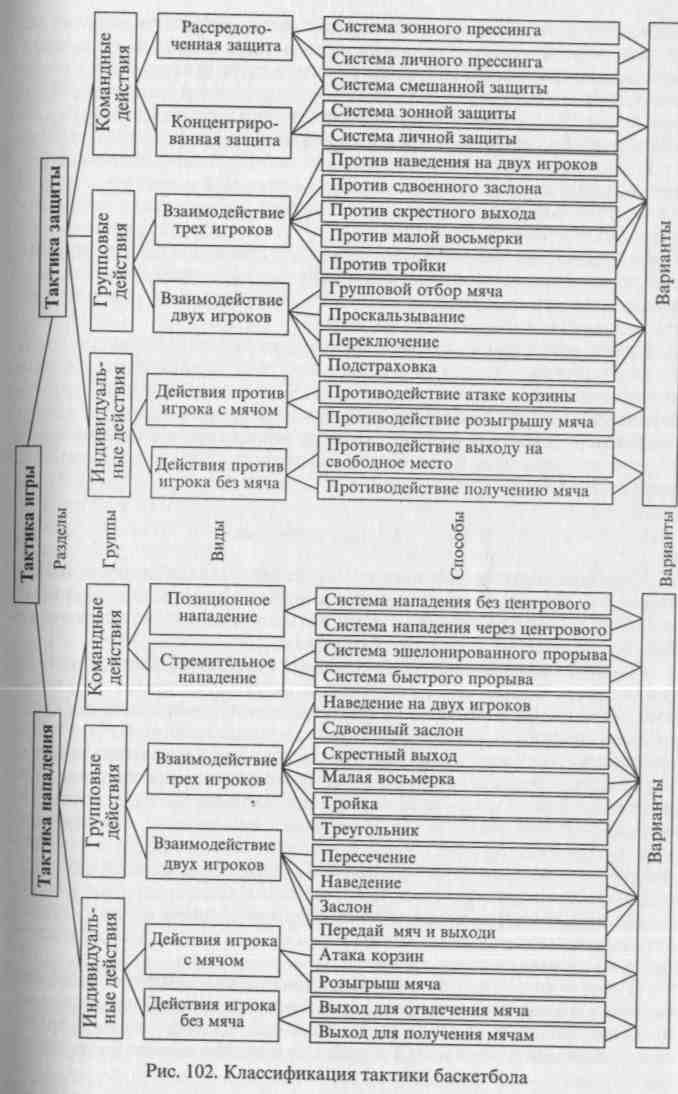 Тактика игры
Разделы
Группы
Виды
Способы
Варианты
Тактика защиты
Командные
действия
Рассредото-
ченная защита
Система зонного прессинга
Система личного прессинга
Система смешанной защиты
Концентриро-
ванная защита
Система зонной защиты
Система личной защиты
Групповые
действия
Взаимодействие
трех игроков
Против наведения на двух игроков
Против сдвоенного заслона
Против скрестного выхода
Против малой восьмерки
Против тройки
Взаимодействие
двух игроков
Групповой отбор мяча
Проскальзывание
Переключение
Подстраховка
Индивидуаль-
ные действия
Действия против
игрока с мячом
Противодействие атаке корзины
Противодействие розыгрышу мяча
Действия против
игрока без мяча
Противодействие выходу на
свободное место
Противодействие получению мяча
Варианты
Тактика нападения
Командные
действия
Позиционное
нападение
Система нападения без центрового
Система нападения через центрового
Стремительное
нападение
Система эшелонированного прорыва
Система быстрого прорыва
Групповые
действия
Взаимодействие
трех игроков
Наведение на двух игроков
Сдвоенный заслон
Скрестный выход
Малая восьмерка
Тройка
Треугольник
Взаимодействие
двух игроков
Пересечение
Наведение
Заслон
Передай мяч и выходи
Индивидуаль-
ные действия
Действия игрока
с мячом
Атака корзин
Розыгрыш мяча
Действия игрока
без мяча
Выход для отвлечения мяча
Выход для получения мячам
Варианты
Рис. 102. Классификация тактики баскетбола